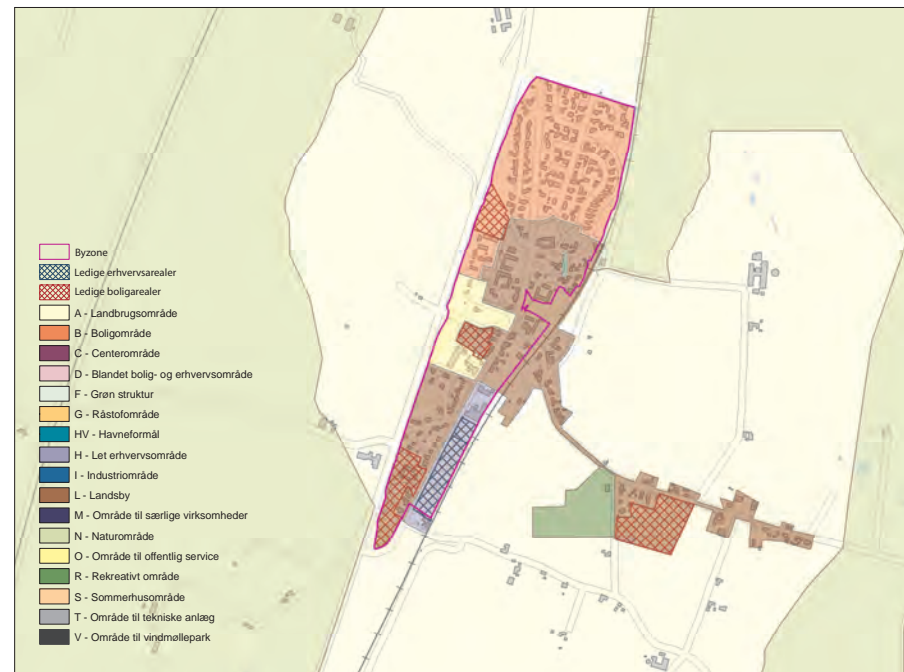 Byzone
Ledige erhvervsarealer
Ledige boligarealer
A - Landbrugsområde
B - Boligområde
C - Centerområde
D - Blandet bolig- og erhvervsområde
F - Grøn struktur
G - Råstofområde
HV - Havneformål
H - Let erhvervsområde
I - Industriområde
L - Landsby
M - Område til særlige virksomheder
N - Naturområde
O - Område til offentlig service
R - Rekreativt område
S - Sommerhusområde
T - Område til tekniske anlæg
V - Område til vindmøllepark